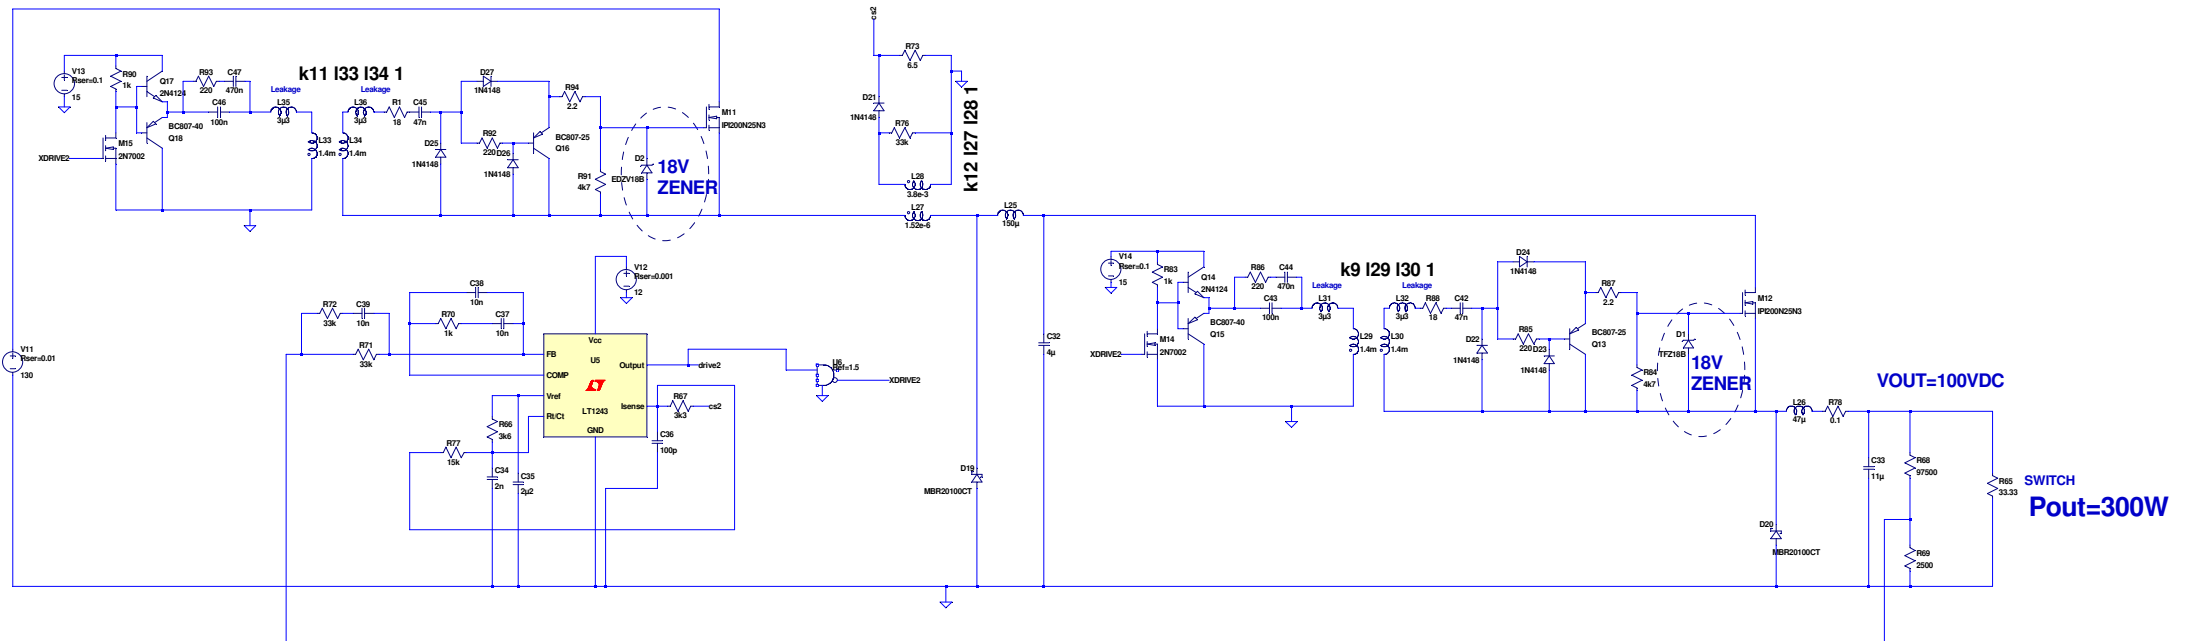 V13
Rser=0.1
15
R90
1k
Q17
2N4124
R93
220
C47
470n
C46
100n
BC807-40
Q18
M15
2N7002
XDRIVE2
k11 l33 l34 1
Leakage
L35
3µ3
L33
1.4m
Leakage
L36
3µ3
L34
1.4m
R1
18
C45
47n
D25
1N4148
D27
1N4148
R92
220
D26
1N4148
BC807-25
Q16
R94
2.2
R91
4k7
D2
EDZV18B
18V
ZENER
M11
IPI200N25N3
cs2
R73
6.5
D21
1N4148
R76
33k
L28
3.8e-3
k12 l27 l28 1
L27
1.52e-6
L25
150µ
V11
Rser=0.01
130
R72
33k
C39
10n
R71
33k
C38
10n
R70
1k
C37
10n
V12
Rser=0.001
12
Vcc
FB
U5
Output
COMP
Vref
LT1243
Isense
Rt/Ct
GND
drive2
R67
3k3
cs2
C36
100p
R66
3k6
R77
15k
C34
2n
C35
2µ2
U6
Ref=1.5
XDRIVE2
D19
MBR20100CT
C32
4µ
V14
Rser=0.1
15
R83
1k
Q14
2N4124
R86
220
C44
470n
C43
100n
BC807-40
Q15
M14
2N7002
XDRIVE2
k9 l29 l30 1
Leakage
L31
3µ3
L29
1.4m
Leakage
L32
3µ3
L30
1.4m
R88
18
C42
47n
D22
1N4148
D24
1N4148
R85
220
D23
1N4148
BC807-25
Q13
R87
2.2
R84
4k7
D1
TFZ18B
18V
ZENER
M12
IPI200N25N3
VOUT=100VDC
L26
47µ
R78
0.1
D20
MBR20100CT
C33
11µ
R68
97500
R69
2500
R65
33.33
SWITCH
Pout=300W